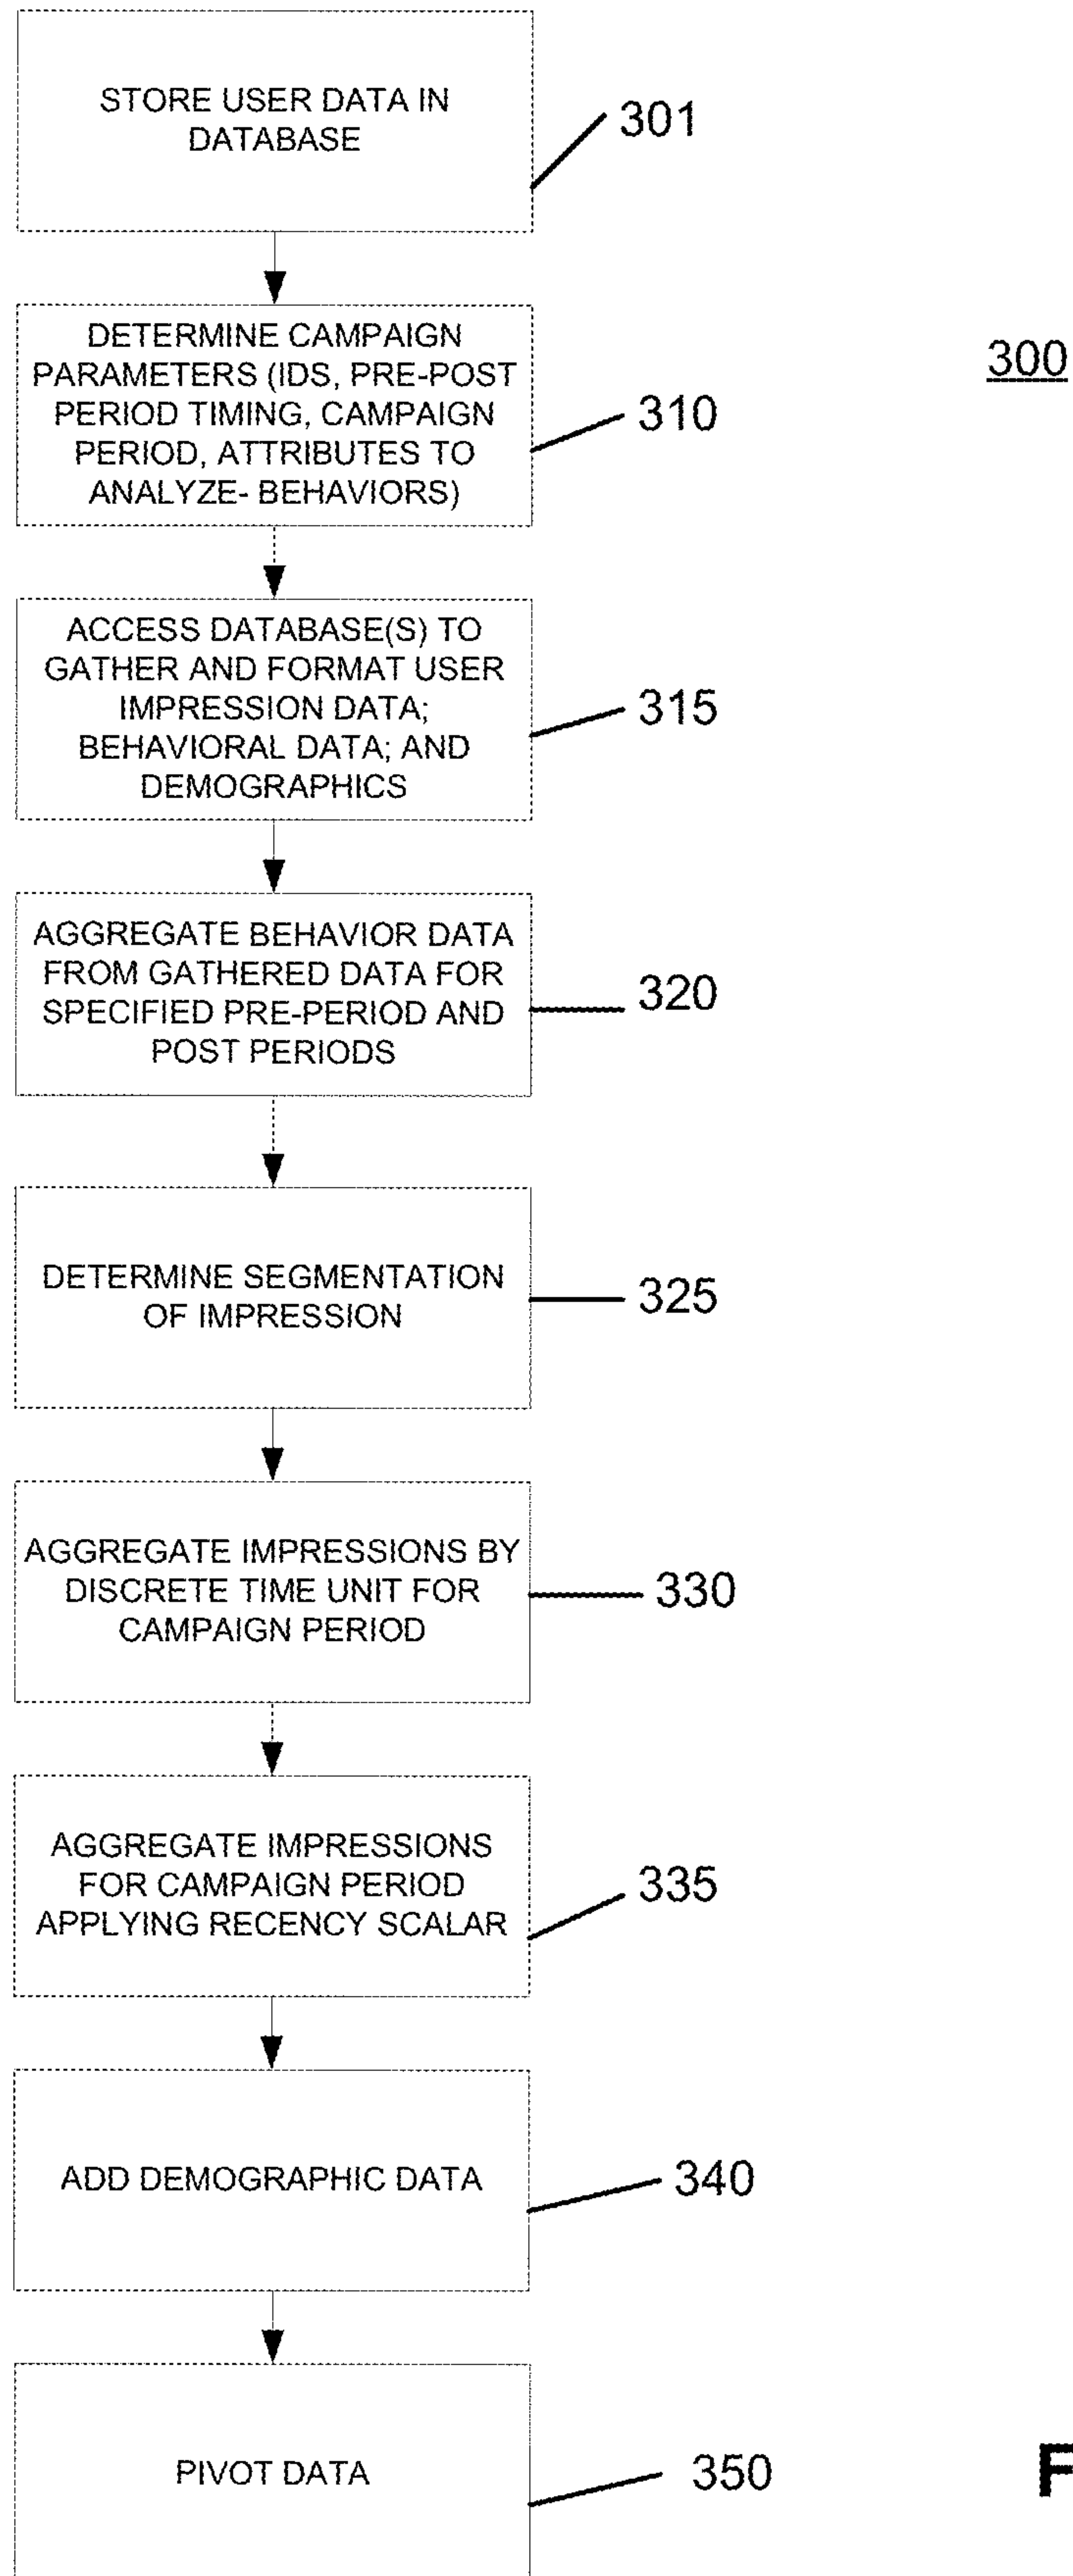 STORE USER DATA IN
DATABASE
301
DETERMINE CAMPAIGN
PARAMETERS (IDS, PRE-POST
PERIOD TIMING, CAMPAIGN
PERIOD, ATTRIBUTES TO
ANALYZE- BEHAVIORS)
310
300
ACCESS DATABASE(S) TO
GATHER AND FORMAT USER
IMPRESSION DATA;
BEHAVIORAL DATA; AND
DEMOGRAPHICS
315
AGGREGATE BEHAVIOR DATA
FROM GATHERED DATA FOR
SPECIFIED PRE-PERIOD AND
POST PERIODS
320
DETERMINE SEGMENTATION
OF IMPRESSION
325
AGGREGATE IMPRESSIONS BY
DISCRETE TIME UNIT FOR
CAMPAIGN PERIOD
330
AGGREGATE IMPRESSIONS
FOR CAMPAIGN PERIOD
APPLYING RECENCY SCALAR
335
ADD DEMOGRAPHIC DATA
340
PIVOT DATA
350
F